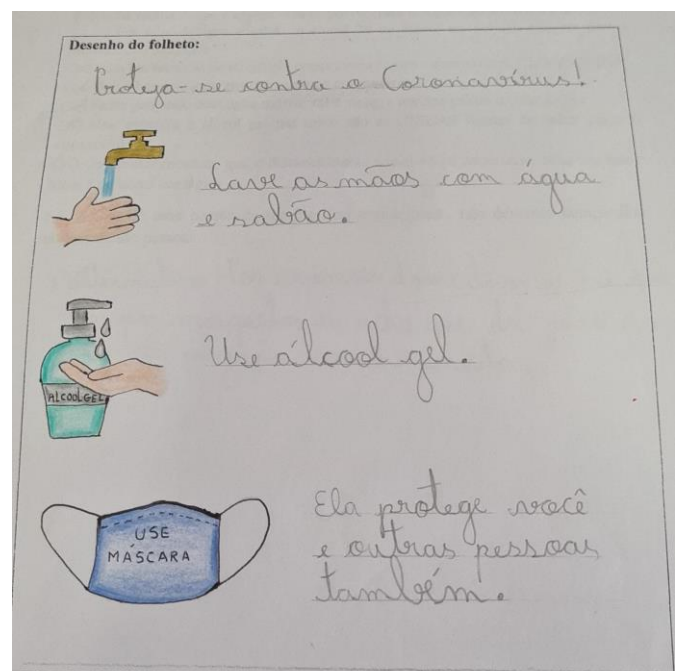 Desenho do folheto:
Proteja-se contra o Coronavírus!
Lave as mãos com água
e sabão.
Use álcool gel.
ALCOOL GEL
USE
MÁSCARA
Ela protege você
e outras pessoas
também.